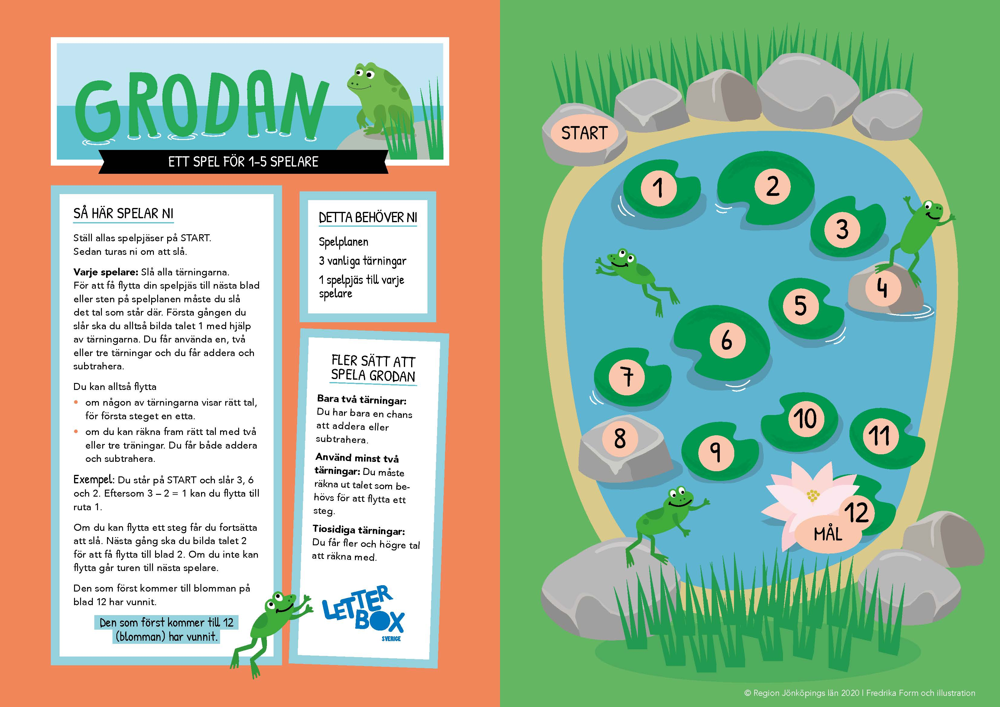 GRODAN
ETT SPEL FÖR 1–5 SPELARE
SÅ HÄR SPELAR NI
Ställ allas spelpjäser på START.
Sedan turas ni om att slå.
Varje spelare: Slå alla tärningarna.
För att få flytta din spelpjäs till nästa blad
eller sten på spelplanen måste du slå
det tal som står där. Första gången du
slår ska du alltså bilda talet 1 med hjälp
av tärningarna. Du får använda en, två
eller tre tärningar och du får addera och
subtrahera.
Du kan alltså flytta
• om någon av tärningarna visar rätt tal,
för första steget en etta.
• om du kan räkna fram rätt tal med två
eller tre träningar. Du får både addera
och subtrahera.
Exempel: Du står på START och slår 3, 6
och 2. Eftersom 3 – 2 = 1 kan du flytta till
ruta 1.
Om du kan flytta ett steg får du fortsätta
att slå. Nästa gång ska du bilda talet 2
för att få flytta till blad 2. Om du inte kan
flytta går turen till nästa spelare.
Den som först kommer till blomman på
blad 12 har vunnit.
Den som först kommer till 12
(blomman) har vunnit.
DETTA BEHÖVER NI
Spelplanen
3 vanliga tärningar
1 spelpjäs till varje
spelare
FLER SÄTT ATT
SPELA GRODAN
Bara två tärningar:
Du har bara en chans
att addera eller
subtrahera.
Använd minst två
tärningar: Du måste
räkna ut talet som be-
hövs för att flytta ett
steg.
Tiosidiga tärningar:
Du får fler och högre tal
att räkna med.
LETTER
BOX
SVERIGE
START
1
2
3
4
5
6
7
8
9
10
11
12
MÅL
© Region Jönköpings län 2020 | Fredrika Form och illustration